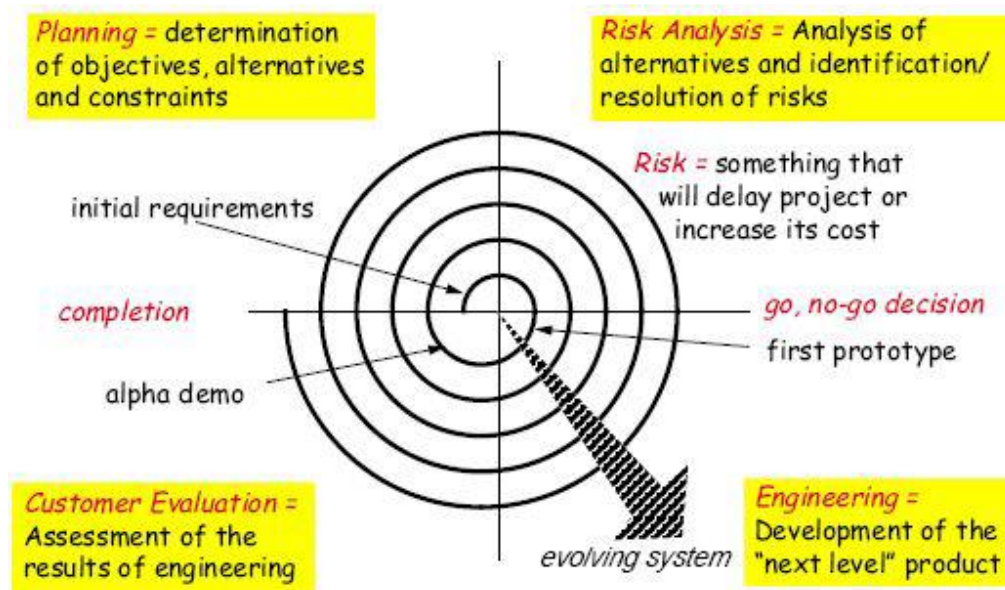 Planning = determination
of objectives, alternatives
and constraints
Risk Analysis = Analysis of
alternatives and identification/
resolution of risks
Risk = something that
will delay project or
increase its cost
initial requirements
completion
go, no-go decision
first prototype
alpha demo
Customer Evaluation =
Assessment of the
results of engineering
evolving system
Engineering =
Development of the
"next level" product